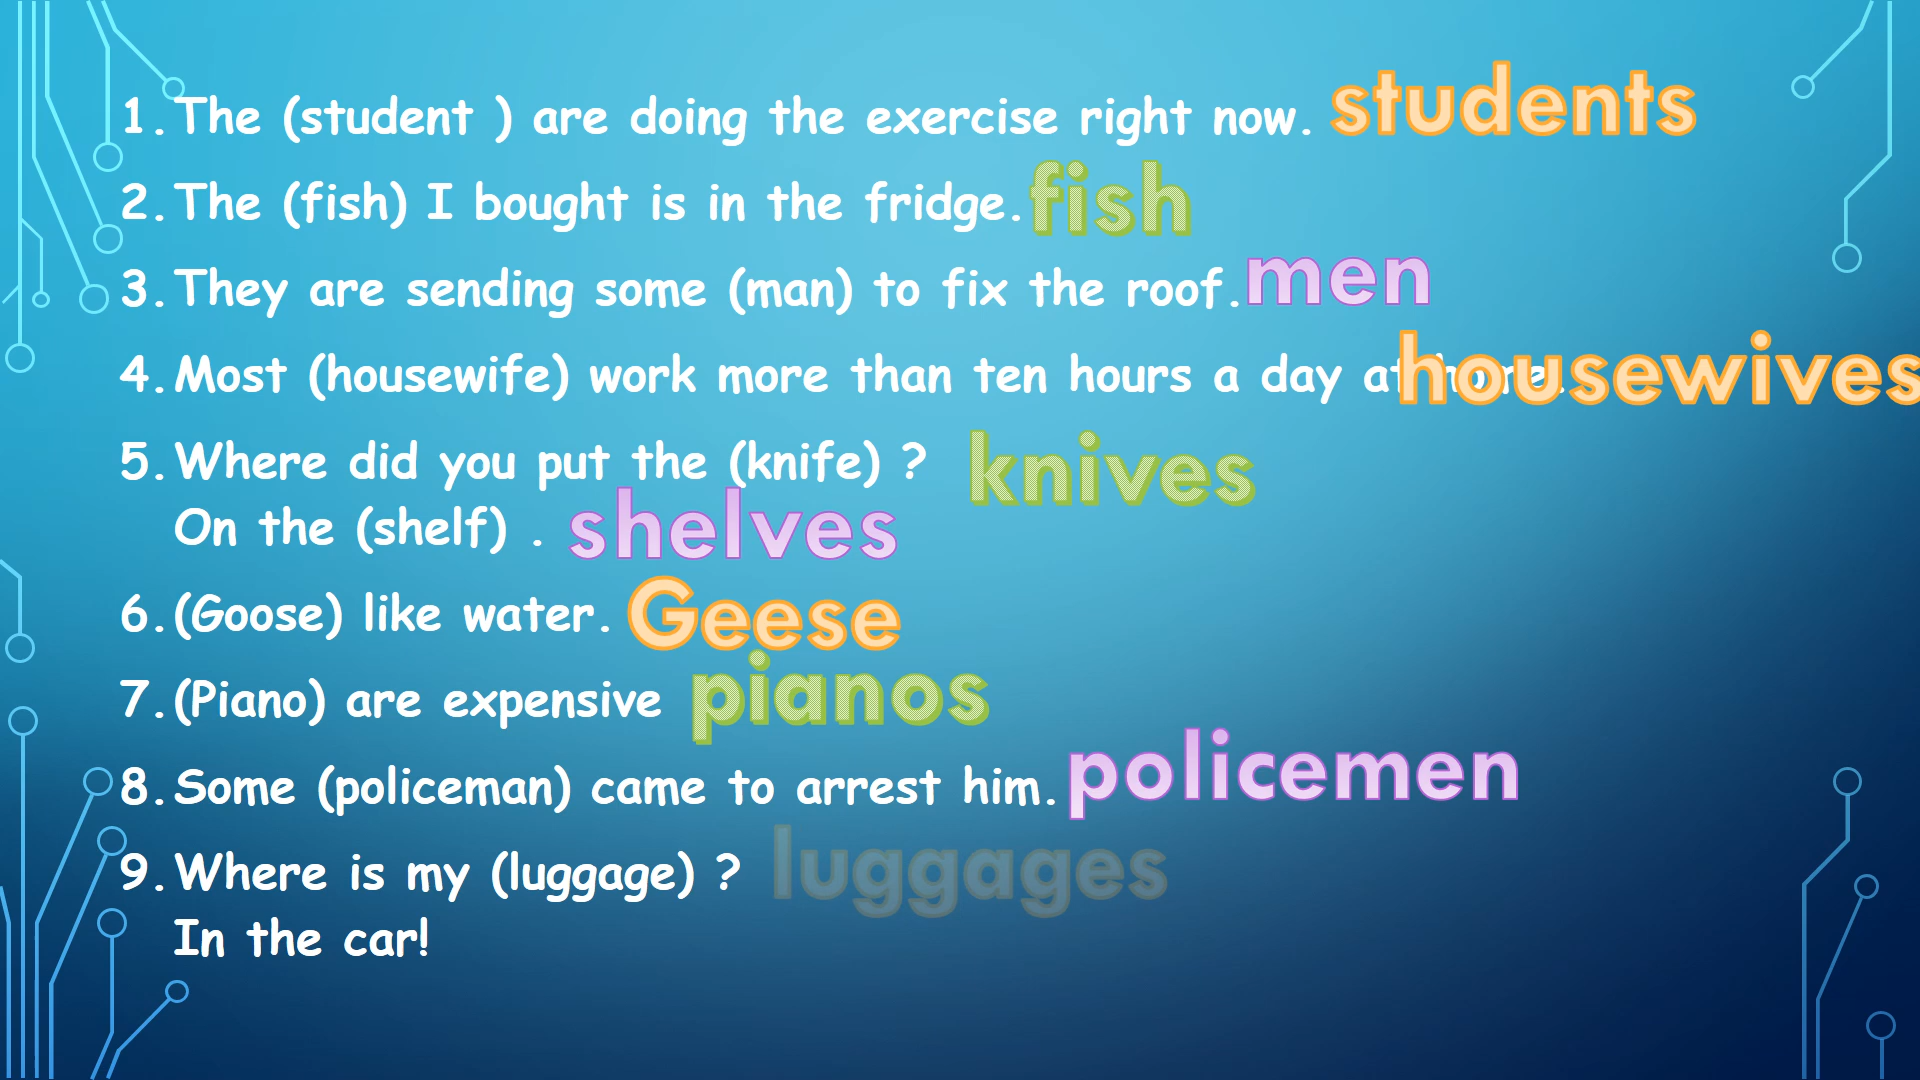 1. The (student ) are doing the exercise right now. students
2. The (fish) I bought is in the fridge. fish
3. They are sending some (man) to fix the roof. men
4. Most (housewife) work more than ten hours a day at home. housewives
5. Where did you put the (knife) ? knives
On the (shelf) . shelves
6. (Goose) like water. Geese
7. (Piano) are expensive pianos
8. Some (policeman) came to arrest him. policemen
9. Where is my (luggage) ? luggages
In the car!